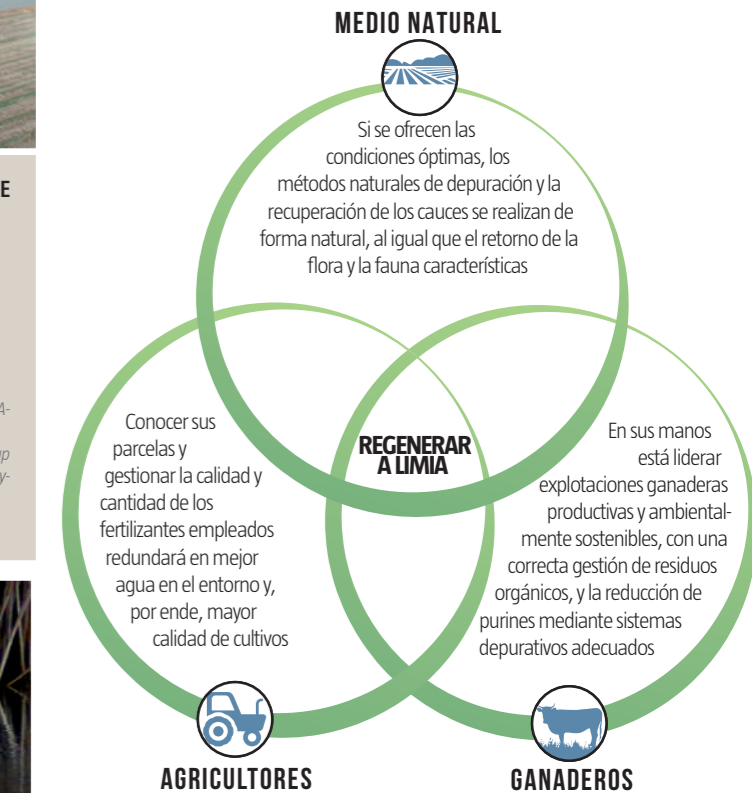 MEDIO NATURAL
Si se ofrecen las
condiciones óptimas, los
métodos naturales de depuración y la
recuperación de los cauces se realizan de
forma natural, al igual que el retorno de la
flora y la fauna características
E
A-
up
y-
Conocer sus
parcelas y
gestionar la calidad y
cantidad de los
fertilizantes empleados
redundará en mejor
agua en el entorno y,
por ende, mayor
calidad de cultivos
REGENERAR
A LIMIA
En sus manos
está liderar
explotaciones ganaderas
productivas y ambiental-
mente sostenibles, con una
correcta gestión de residuos
orgánicos, y la reducción de
purines mediante sistemas
depurativos adecuados
AGRICULTORES
GANADEROS